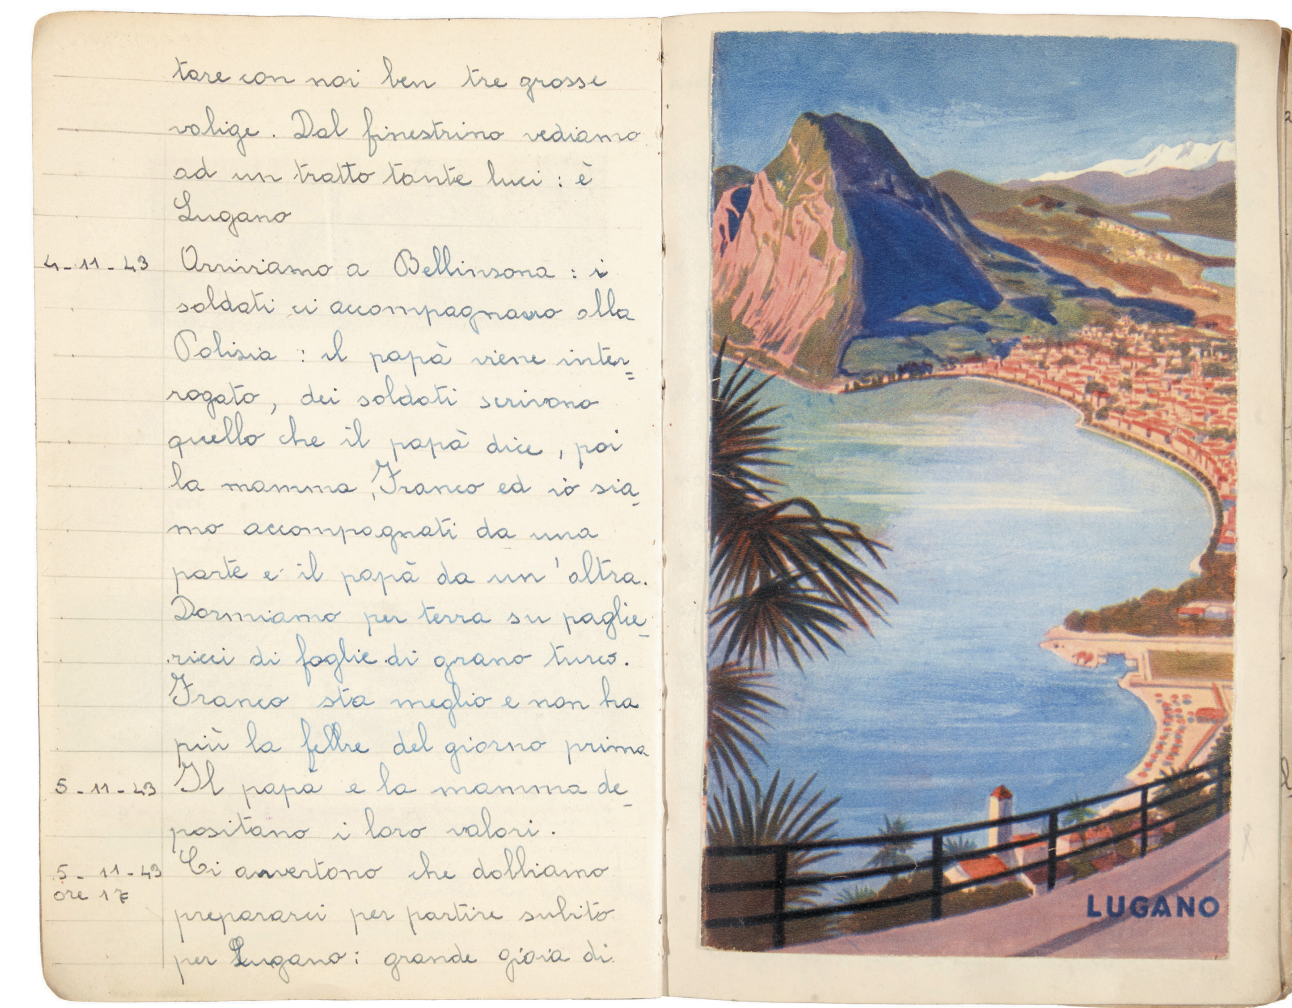 tare con noi ben tre grosse
valige. Dal finestrino vediamo
ad un tratto tante luci: è
Lugano
4-11-43 Arriviamo a Bellinsona: i
soldati ci accompagnano alla
Polisia: il papà viene inter=
rogato, dei soldati scrivono
quello che il papà dice, poi
la mamma, Franco ed io sia-
mo accompagnati da una
parte e il papà da un'altra.
Dormiamo per terra su paglie-
ricci di foglie di grano turco.
Franco sta meglio e non ha
più la febbre del giorno prima
5-11-43 Il papà e la mamma de-
positano i loro valori.
5-11-43 Ci avvertono che dobbiamo
ore 17
prepararci per partire subito
per Lugano: grande gioia di
LUGANO